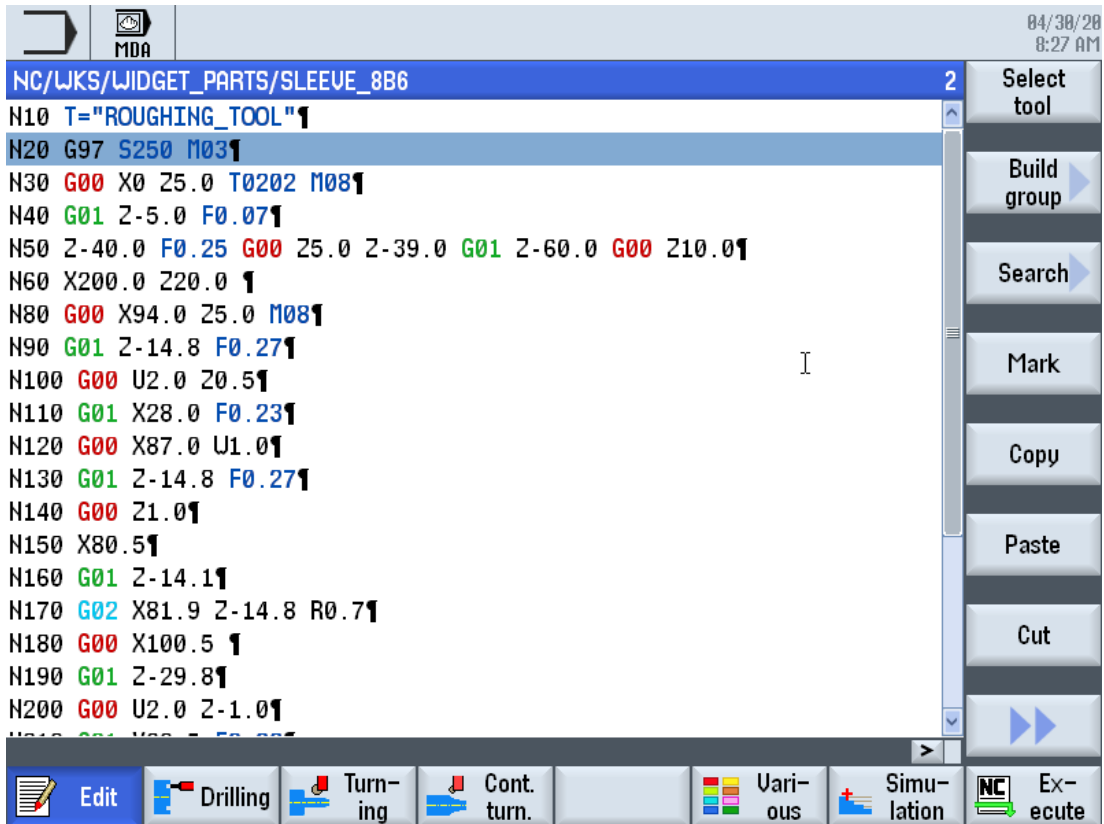 MDA
04/30/20
8:27 AM
NC/WKS/WIDGET_PARTS/SLEEVE_8B6 2
N10 T="ROUGHING_TOOL"¶
N20 G97 S250 M03¶
N30 G00 X0 Z5.0 T0202 M08¶
N40 G01 Z-5.0 F0.07¶
N50 Z-40.0 F0.25 G00 Z5.0 Z-39.0 G01 Z-60.0 G00 Z10.0¶
N60 X200.0 Z20.0 ¶
N80 G00 X94.0 Z5.0 M08¶
N90 G01 Z-14.8 F0.27¶
N100 G00 U2.0 Z0.5¶
N110 G01 X28.0 F0.23¶
N120 G00 X87.0 W1.0¶
N130 G01 Z-14.8 F0.27¶
N140 G00 Z1.0¶
N150 X80.5¶
N160 G01 Z-14.1¶
N170 G02 X81.9 Z-14.8 R0.7¶
N180 G00 X100.5 ¶
N190 G01 Z-29.8¶
N200 G00 U2.0 Z-1.0¶
Select
tool
Build
group
Search
Mark
Copy
Paste
Cut
>
Edit
Drilling
Turn-
ing
Cont.
turn.
Vari-
ous
Simu-
lation
NC
Ex-
ecute